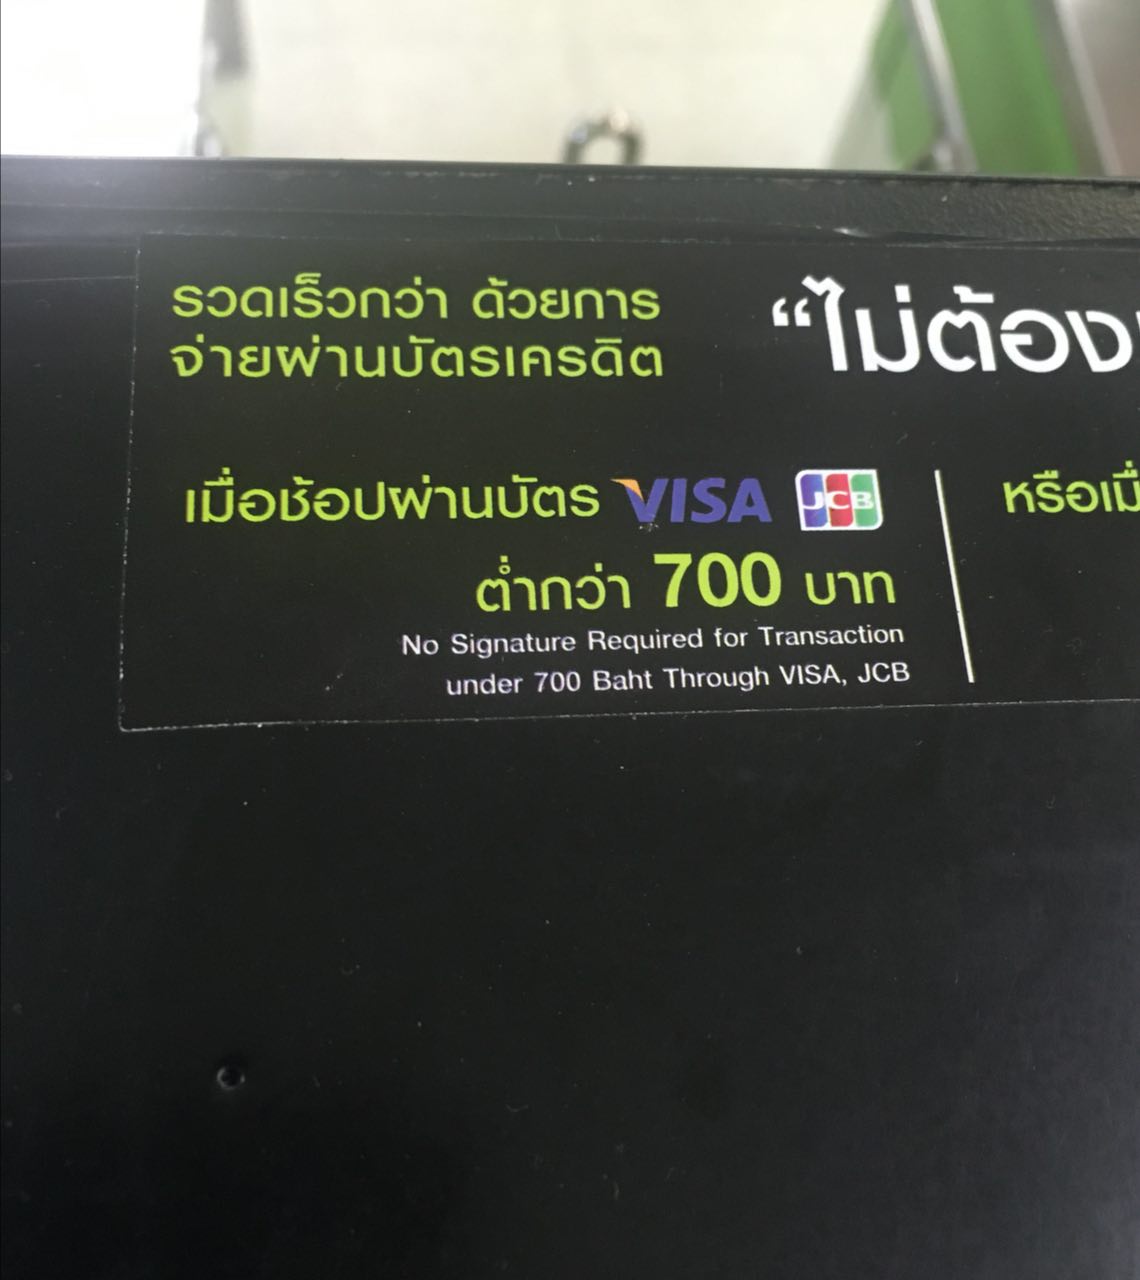 รวดเร็วกว่า ด้วยการ
จ่ายผ่านบัตรเครดิต
“ไม่ต้อง
เมื่อช้อปผ่านบัตร VISA JCB
ต่ำกว่า 700 บาท
No Signature Required for Transaction
under 700 Baht Through VISA, JCB
หรือเมื่